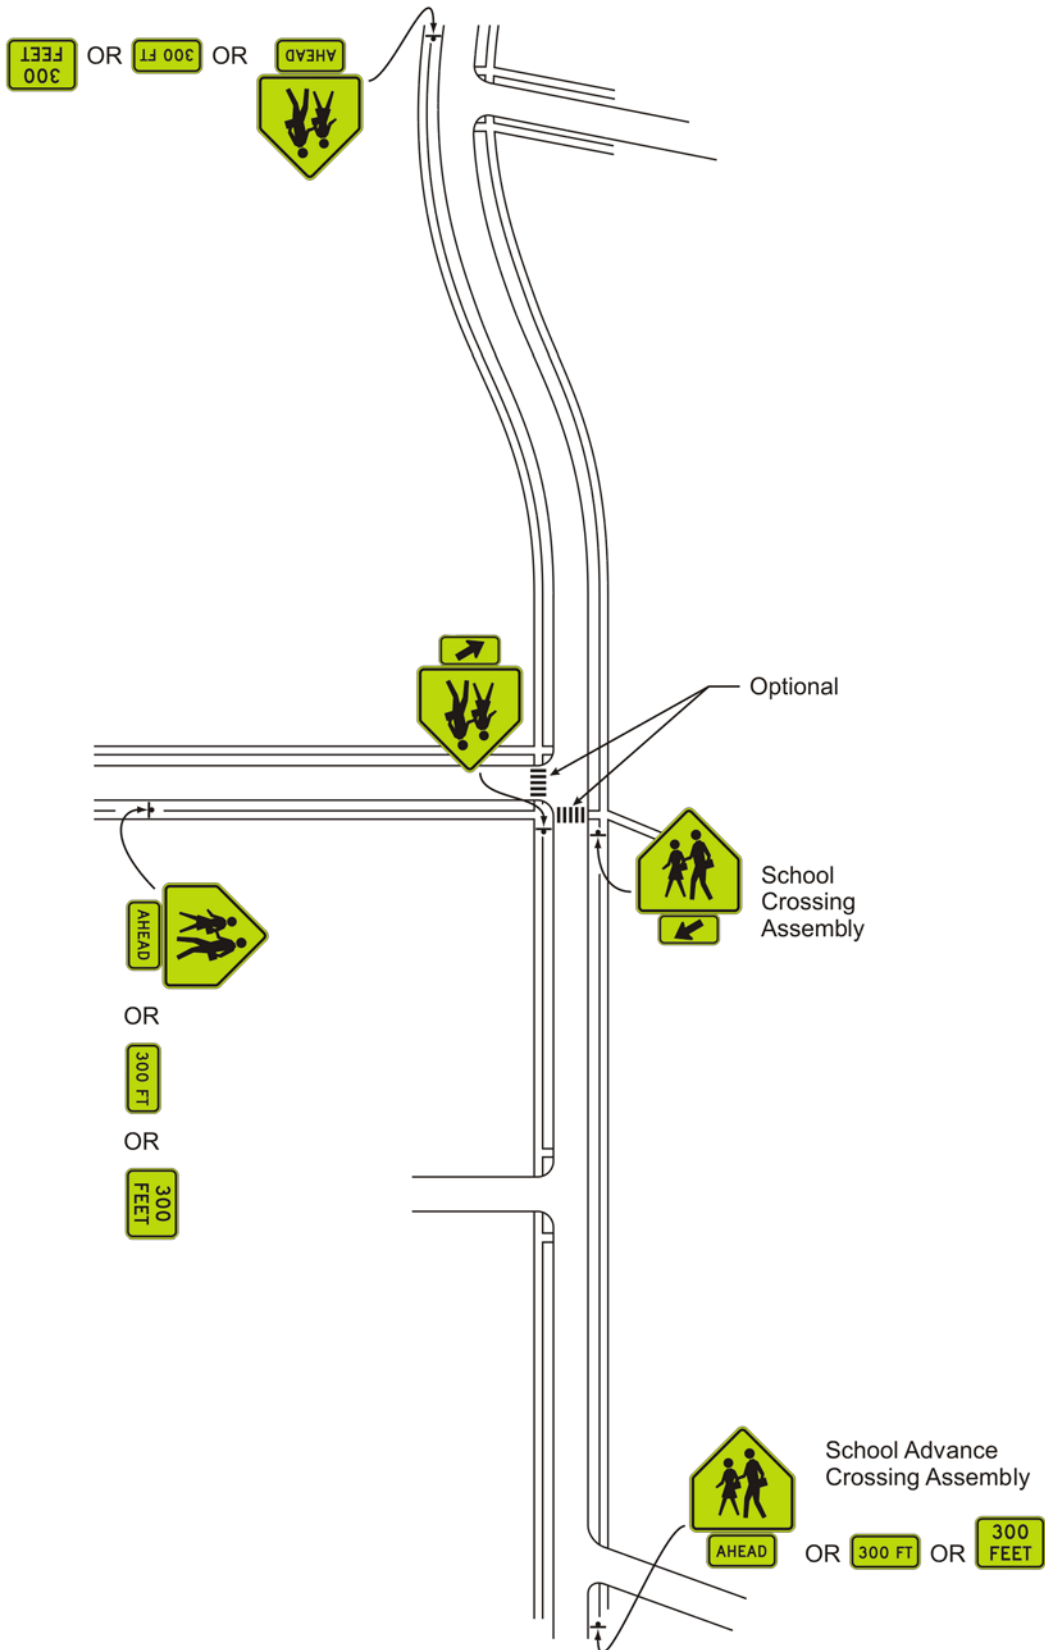 300
FEET
OR
300 FT
OR
AHEAD
Optional
School
Crossing
Assembly
AHEAD
OR
300 FT
OR
300
FEET
School Advance
Crossing Assembly
AHEAD
OR
300 FT
OR
300
FEET